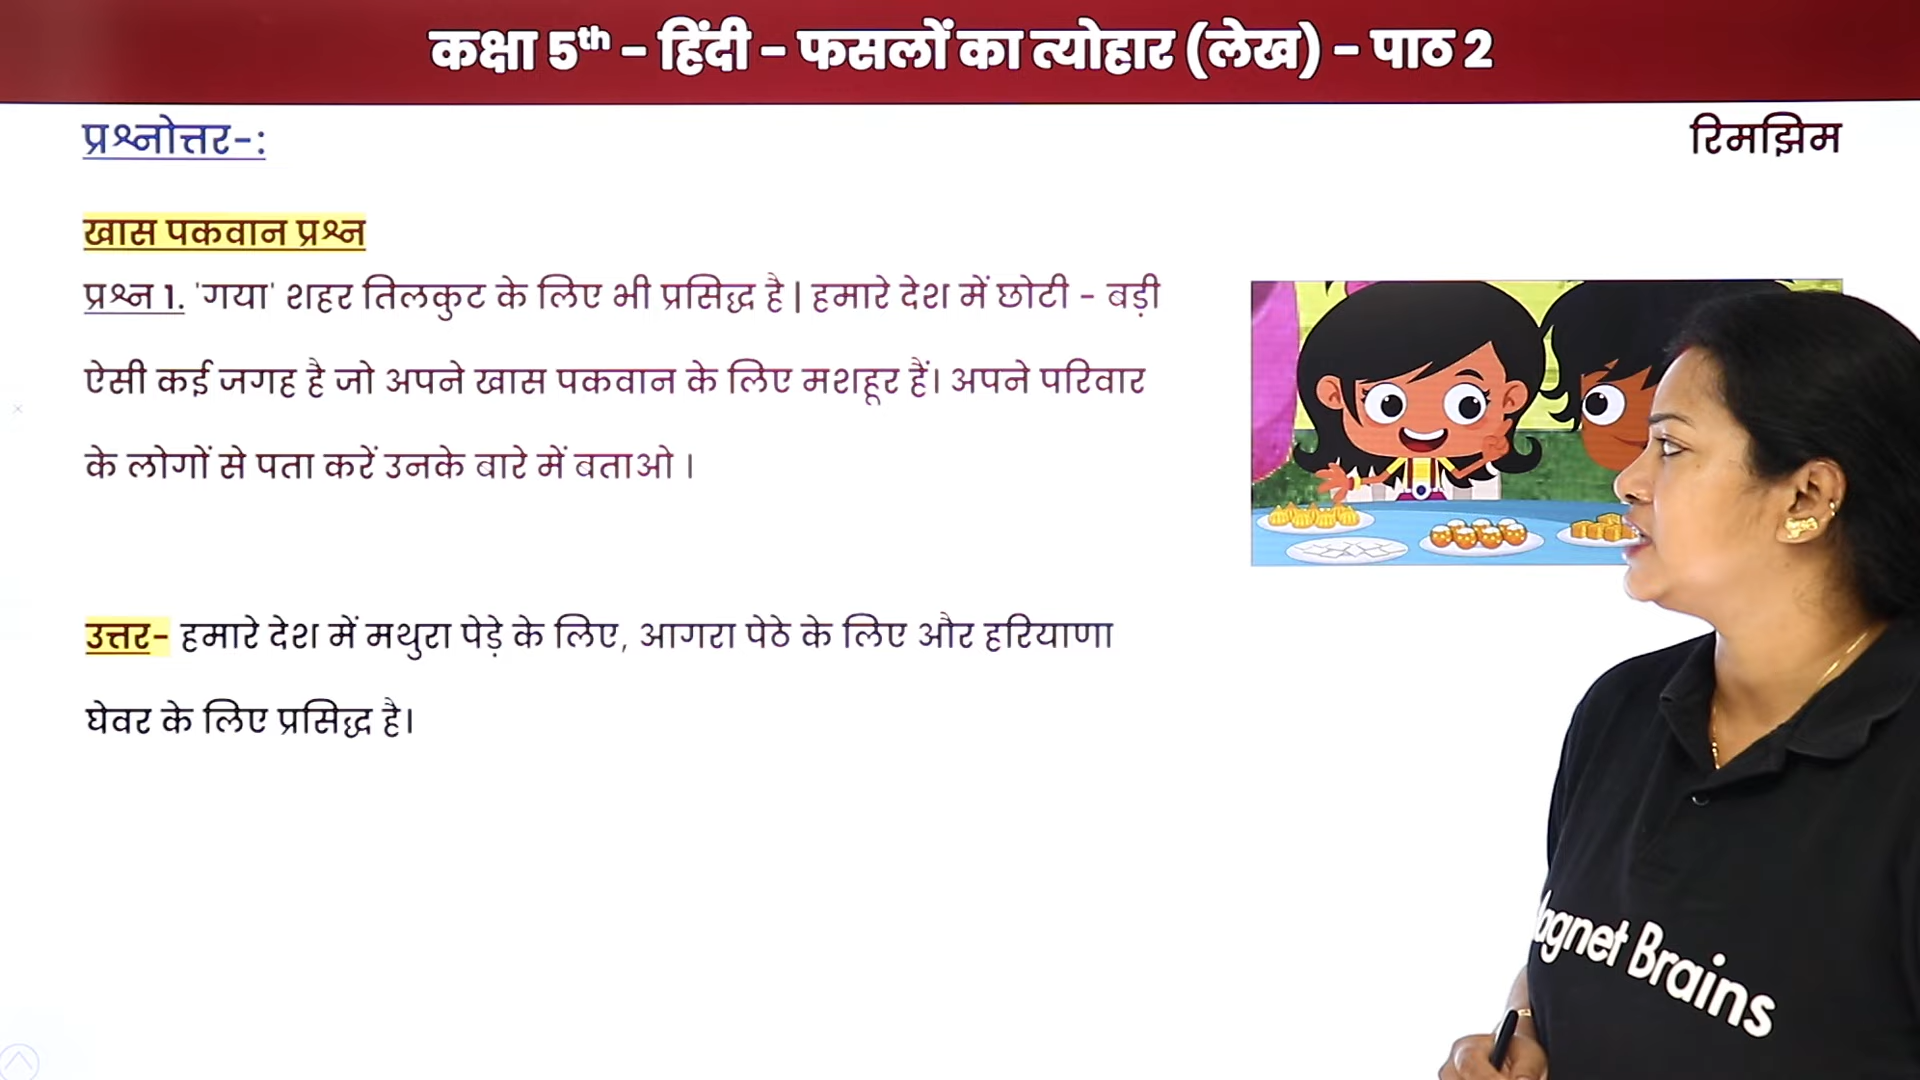 कक्षा 5th - हिंदी - फसलों का त्योहार (लेख) - पाठ 2
प्रश्नोत्तर-:
रिमझिम
खास पकवान प्रश्न
प्रश्न 1. 'गया' शहर तिलकुट के लिए भी प्रसिद्ध है | हमारे देश में छोटी - बड़ी
ऐसी कई जगह है जो अपने खास पकवान के लिए मशहूर हैं। अपने परिवार
के लोगों से पता करें उनके बारे में बताओ ।
उत्तर- हमारे देश में मथुरा पेड़े के लिए, आगरा पेठे के लिए और हरियाणा
घेवर के लिए प्रसिद्ध है।
agnet Brains